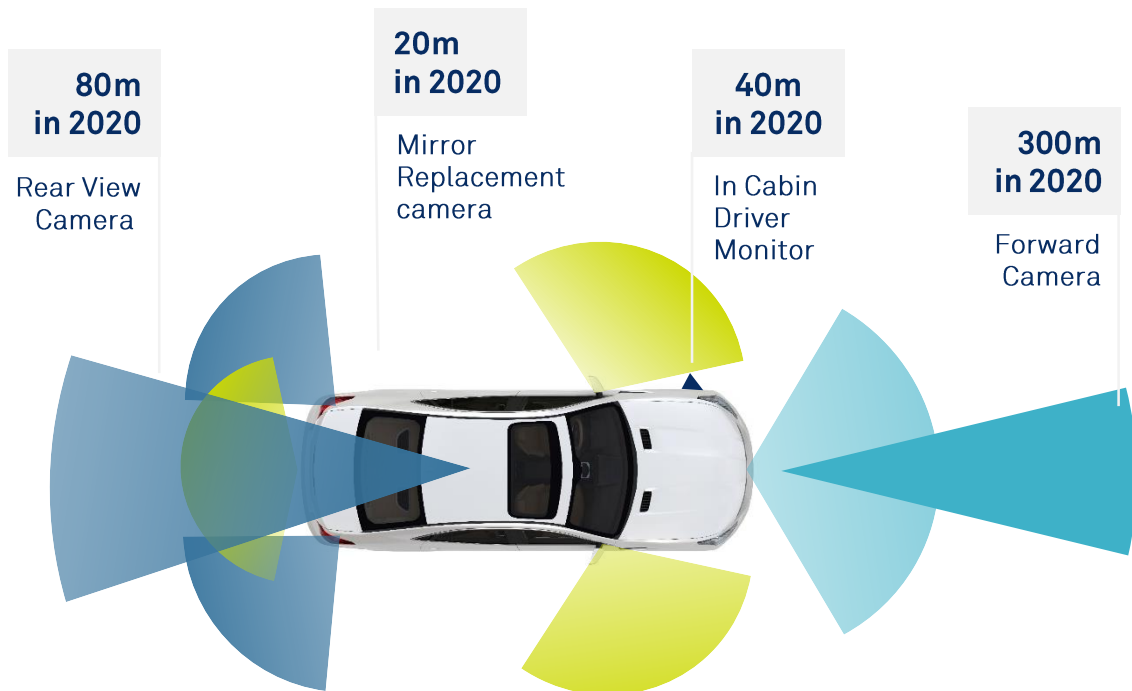 80m
in 2020
Rear View
Camera
20m
in 2020
Mirror
Replacement
camera
40m
in 2020
In Cabin
Driver
Monitor
300m
in 2020
Forward
Camera